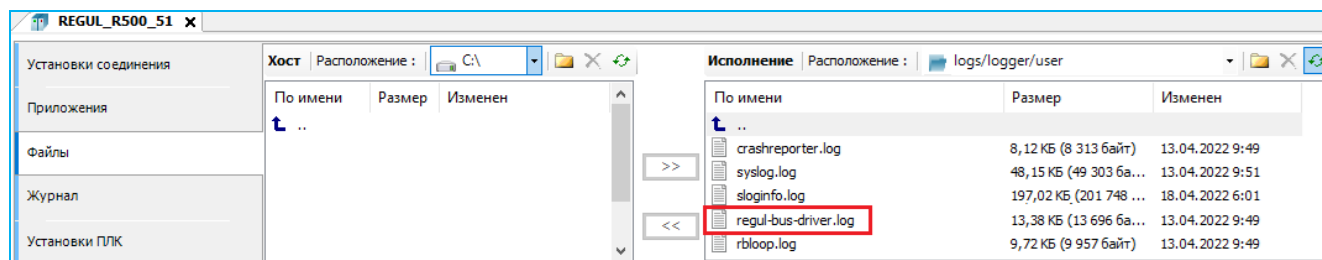 REGUL_R500_51 x
Установки соединения
Приложения
Файлы
Журнал
Установки ПЛК
Хост Расположение : C:\
По имени Размер Изменен
..
>>
<<
Исполнение Расположение : logs/logger/user
По имени Размер Изменен
..
crashreporter.log 8,12 КБ (8 313 байт) 13.04.2022 9:49
syslog.log 48,15 КБ (49 303 ба... 13.04.2022 9:51
sloginfo.log 197,02 КБ (201 748 ... 18.04.2022 6:01
regul-bus-driver.log 13,38 КБ (13 696 ба... 13.04.2022 9:49
rbloop.log 9,72 КБ (9 957 байт) 13.04.2022 9:49